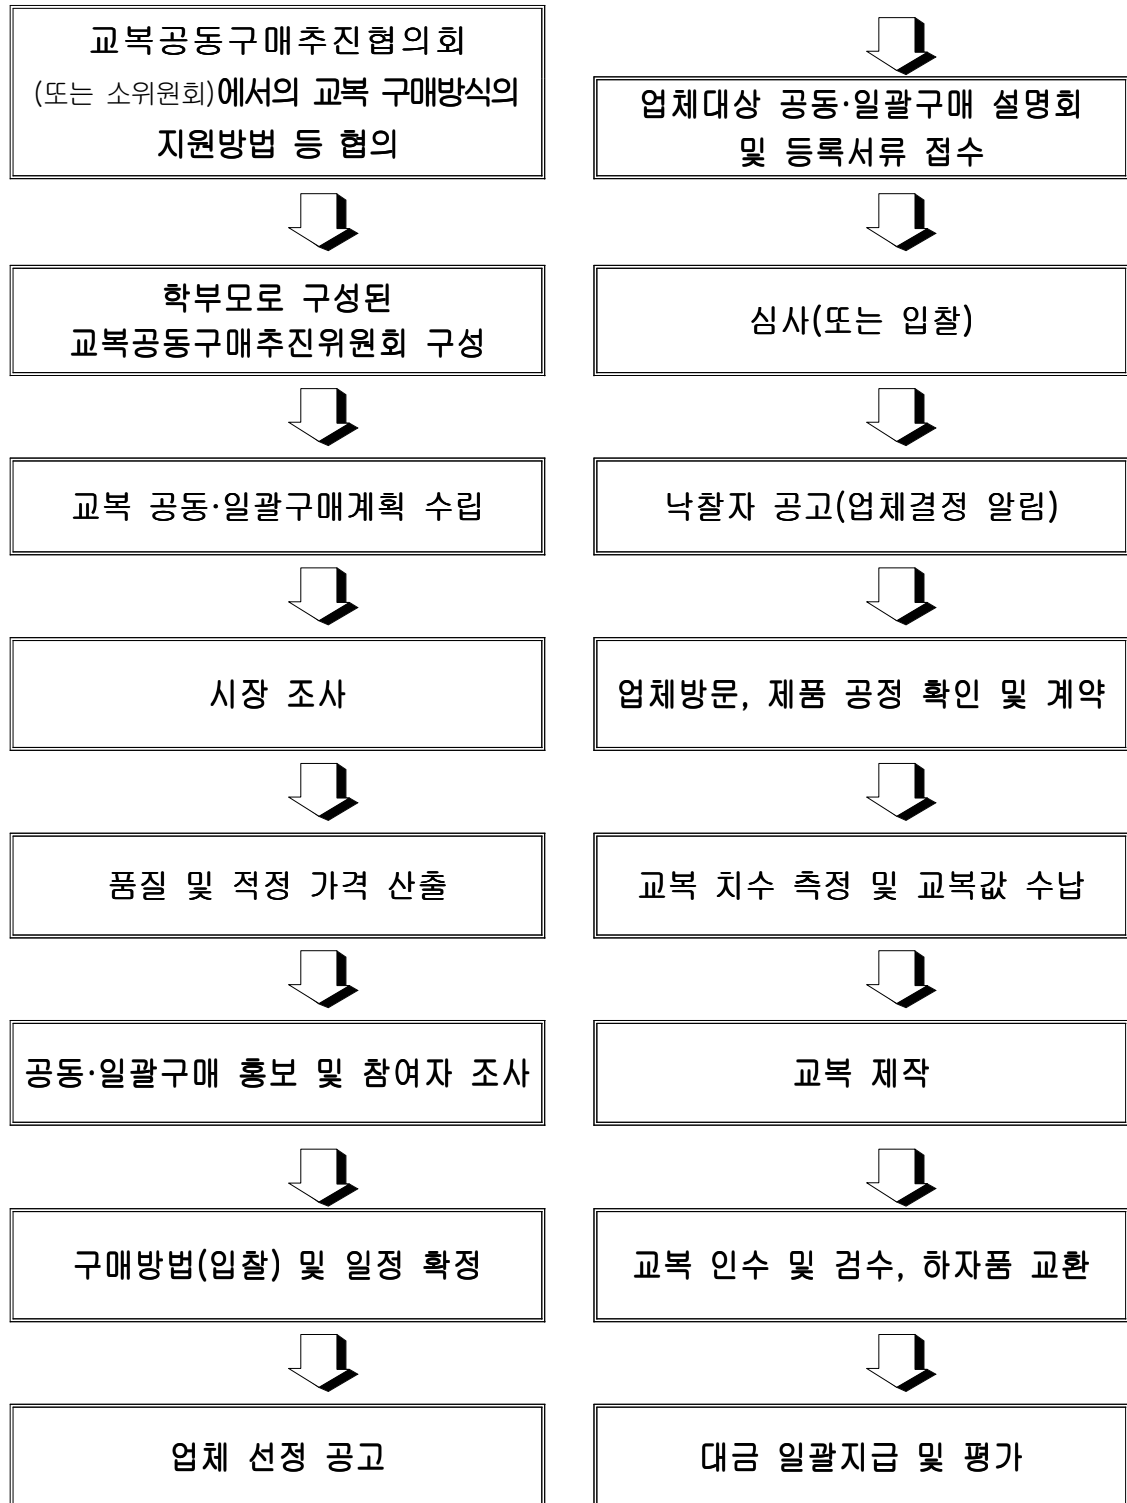 교복공동구매추진협의회
(또는 소위원회)에서의 교복 구매방식의
지원방법 등 협의
학부모로 구성된
교복공동구매추진위원회 구성
교복 공동·일괄구매계획 수립
시장 조사
품질 및 적정 가격 산출
공동·일괄구매 홍보 및 참여자 조사
구매방법(입찰) 및 일정 확정
업체 선정 공고
업체대상 공동·일괄구매 설명회
및 등록서류 접수
심사(또는 입찰)
낙찰자 공고(업체결정 알림)
업체방문, 제품 공정 확인 및 계약
교복 치수 측정 및 교복값 수납
교복 제작
교복 인수 및 검수, 하자품 교환
대금 일괄지급 및 평가